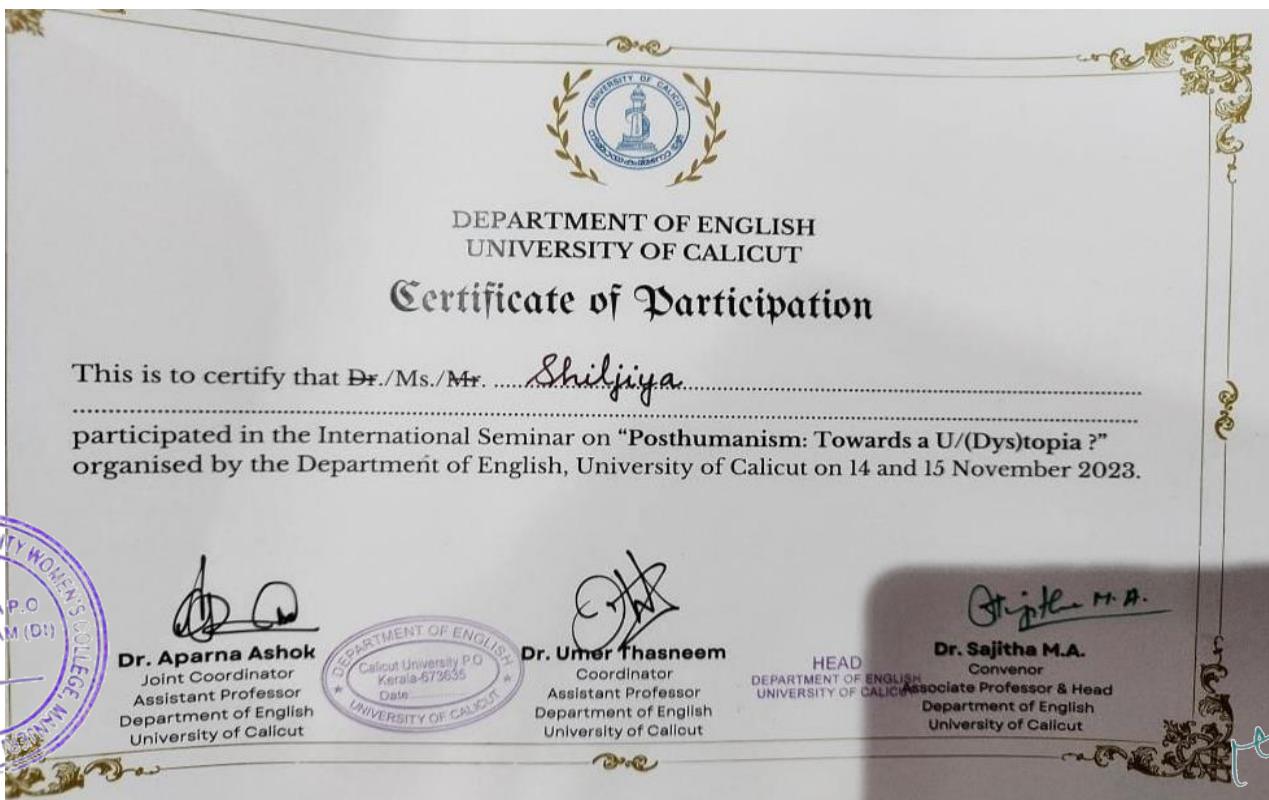 UNIVERSITY OF CALICUT
DEPARTMENT OF ENGLISH
UNIVERSITY OF CALICUT
Certificate of Participation
This is to certify that Dr./Ms./Mr. ..... Shiljiya
participated in the International Seminar on “Posthumanism: Towards a U/(Dys)topia ?”
organised by the Department of English, University of Calicut on 14 and 15 November 2023.
WOMEN'S COLLEGE
A.P.O
DEPARTMENT OF ENGLISH
Calicut University P.O
Kerala-673635
Date
UNIVERSITY OF CALICUT
Dr. Aparna Ashok
Joint Coordinator
Assistant Professor
Department of English
University of Calicut
Dr. Umer Thasneem
Coordinator
Assistant Professor
Department of English
University of Calicut
HEAD
DEPARTMENT OF ENGLISH
UNIVERSITY OF CALICUT
M.A.
Dr. Sajitha M.A.
Convenor
Associate Professor & Head
Department of English
University of Calicut